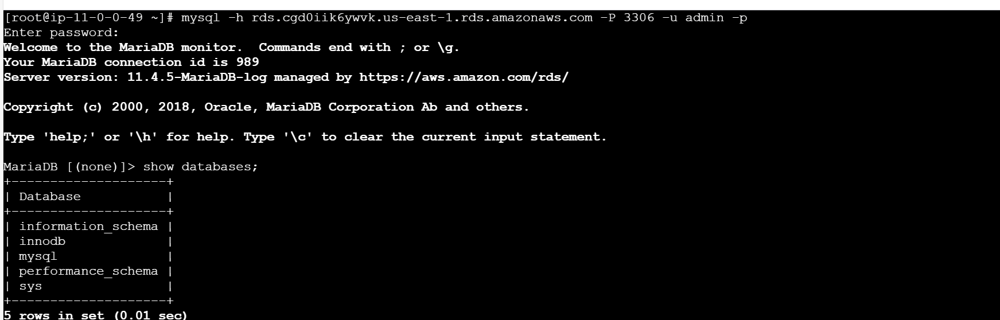 [root@ip-11-0-0-49 ~]# mysql -h rds.cgd0iik6ywvk.us-east-1.rds.amazonaws.com -P 3306 -u admin -p
Enter password:
Welcome to the MariaDB monitor.  Commands end with ; or \g.
Your MariaDB connection id is 989
Server version: 11.4.5-MariaDB-log managed by https://aws.amazon.com/rds/
Copyright (c) 2000, 2018, Oracle, MariaDB Corporation Ab and others.
Type 'help;' or '\h' for help. Type '\c' to clear the current input statement.
MariaDB [(none)]> show databases;
+--------------------+
| Database           |
+--------------------+
| information_schema |
| innodb             |
| mysql              |
| performance_schema |
| sys                |
+--------------------+
5 rows in set (0.01 sec)